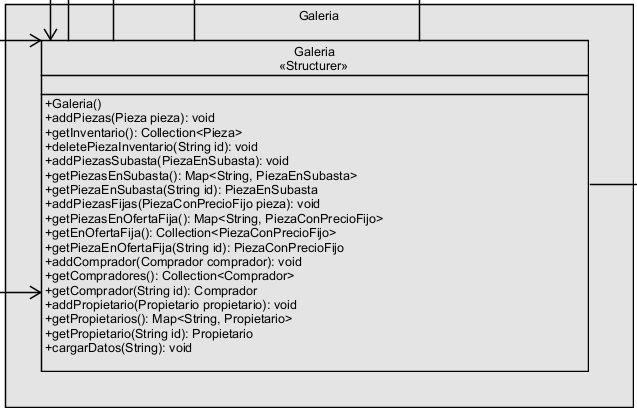 Galeria
Galeria
«Structurer»
+Galeria()
+addPiezas(Pieza pieza): void
+getInventario(): Collection<Pieza>
+deletePiezaInventario(String id): void
+addPiezasSubasta(PiezaEnSubasta): void
+getPiezasEnSubasta(): Map<String, PiezaEnSubasta>
+getPiezaEnSubasta(String id): PiezaEnSubasta
+addPiezasFijas(PiezaConPrecioFijo pieza): void
+getPiezasEnOfertaFija(): Map<String, PiezaConPrecioFijo>
+getEnOfertaFija(): Collection<PiezaConPrecioFijo>
+getPiezaEnOfertaFija(String id): PiezaConPrecioFijo
+addComprador(Comprador comprador): void
+getCompradores(): Collection<Comprador>
+getComprador(String id): Comprador
+addPropietario(Propietario propietario): void
+getPropietarios(): Map<String, Propietario>
+getPropietario(String id): Propietario
+cargarDatos(String): void